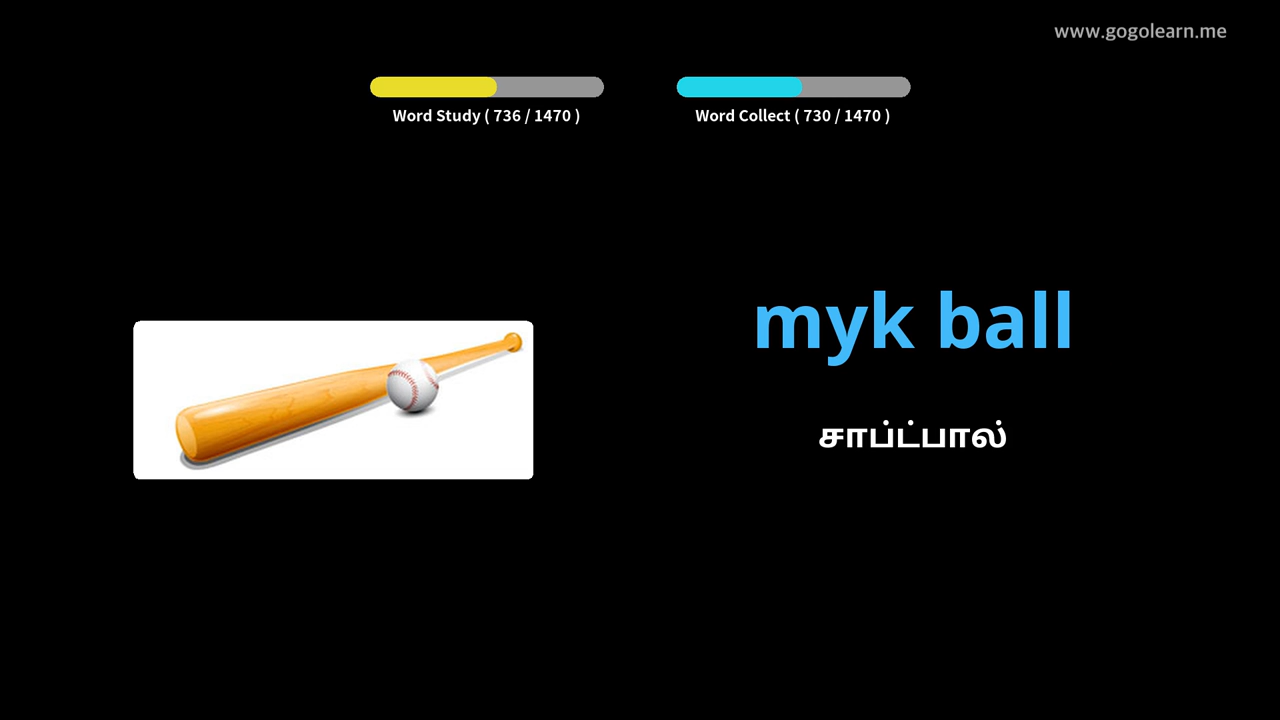 www.gogolearn.me
Word Study ( 736 / 1470 )
Word Collect ( 730 / 1470 )
myk ball
சாப்ட்பால்